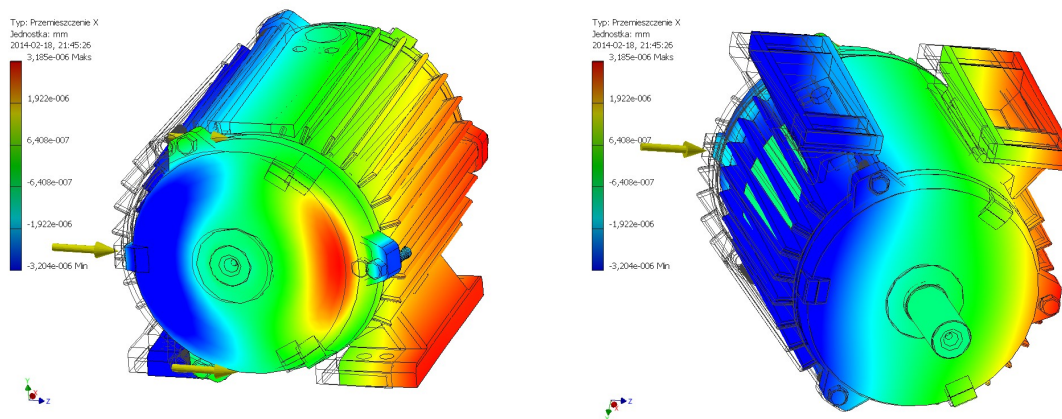 Typ: Przemieszczenie X
Jednostka: mm
2014-02-18, 21:45:26
3,185e-006 Maks
1,922e-006
6,408e-007
-6,408e-007
-1,922e-006
-3,204e-006 Min
Y
X
Z
Typ: Przemieszczenie X
Jednostka: mm
2014-02-18, 21:45:26
3,185e-006 Maks
1,922e-006
6,408e-007
-6,408e-007
-1,922e-006
-3,204e-006 Min
Z
Y
X